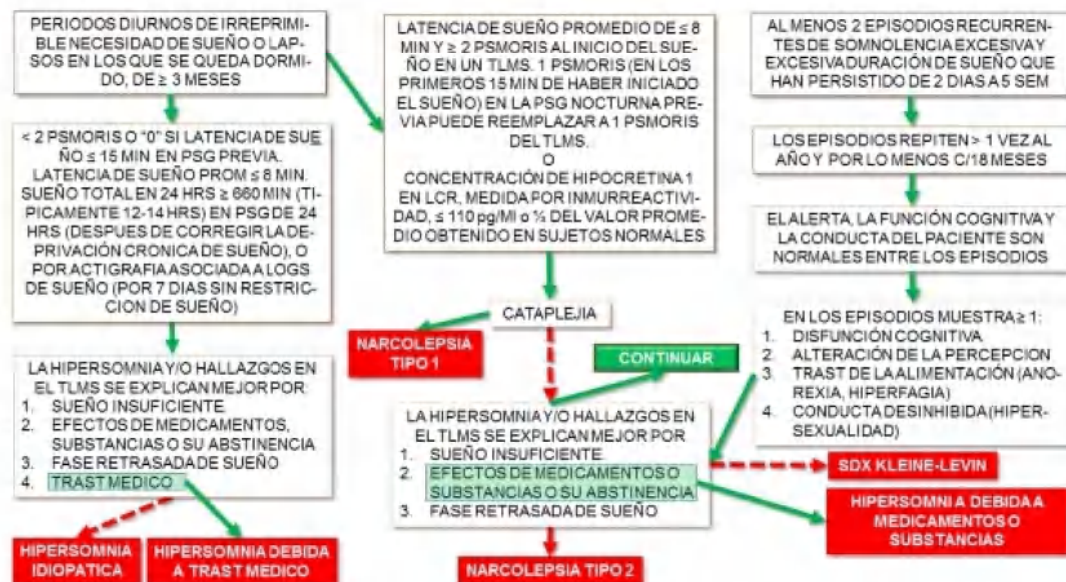 PERIODOS DIURNOS DE IRREPRIMI-
BLE NECESIDAD DE SUEÑO O LAP-
SOS EN LOS QUE SE QUEDA DORMI-
DO, DE ≥ 3 MESES
< 2 PSMORIS O "0" SI LATENCIA DE SUE
ÑO ≤ 15 MIN EN PSG PREVIA.
LATENCIA DE SUEÑO PROM ≤ 8 MIN.
SUEÑO TOTAL EN 24 HRS ≥ 660 MIN (TI-
PICAMENTE 12-14 HRS) EN PSG DE 24
HRS (DESPUES DE CORREGIR LA DE-
PRIVACIÓN CRONICA DE SUEÑO), O
POR ACTIGRAFIA ASOCIADA A LOGS
DE SUEÑO (POR 7 DIAS SIN RESTRIC-
CION DE SUEÑO)
LA HIPERSOMNIA Y/O HALLAZGOS EN
EL TLMS SE EXPLICAN MEJOR POR:
1. SUEÑO INSUFICIENTE
2. EFECTOS DE MEDICAMENTOS,
SUBSTANCIAS O SU ABSTINENCIA
3. FASE RETRASADA DE SUEÑO
4. TRAST MEDICO
HIPERSOMNIA
IDIOPATICA
HIPERSOMNIA DEBIDA
A TRAST MEDICO
LATENCIA DE SUEÑO PROMEDIO DE ≤ 8
MIN Y ≥ 2 PSMORIS AL INICIO DEL SUE-
ÑO EN UN TLMS. 1 PSMORIS (EN LOS
PRIMEROS 15 MIN DE HABER INICIADO
EL SUEÑO) EN LA PSG NOCTURNA PRE-
VIA PUEDE REEMPLAZAR A 1 PSMORIS
DEL TLMS.
O
CONCENTRACIÓN DE HIPOCRETINA 1
EN LCR, MEDIDA POR INMURREACTIVI-
DAD, ≤ 110 pg/Ml o ⅓ DEL VALOR PROME-
DIO OBTENIDO EN SUJETOS NORMALES
CATAPLEJIA
NARCOLEPSIA
TIPO 1
CONTINUAR
LA HIPERSOMNIA Y/O HALLAZGOS EN
EL TLMS SE EXPLICAN MEJOR POR
1. SUEÑO INSUFICIENTE
2. EFECTOS DE MEDICAMENTOS O
SUBSTANCIAS O SU ABSTINENCIA
3. FASE RETRASADA DE SUEÑO
NARCOLEPSIA TIPO 2
AL MENOS 2 EPISODIOS RECURREN-
TES DE SOMNOLENCIA EXCESIVA Y
EXCESIVA DURACIÓN DE SUEÑO QUE
HAN PERSISTIDO DE 2 DIAS A 5 SEM
LOS EPISODIOS REPITEN > 1 VEZ AL
AÑO Y POR LO MENOS C/18 MESES
EL ALERTA, LA FUNCIÓN COGNITIVA Y
LA CONDUCTA DEL PACIENTE SON
NORMALES ENTRE LOS EPISODIOS
EN LOS EPISODIOS MUESTRA ≥ 1:
1. DISFUNCIÓN COGNITIVA
2. ALTERACIÓN DE LA PERCEPCION
3. TRAST DE LA ALIMENTACIÓN (ANO-
REXIA, HIPERFAGIA)
4. CONDUCTA DESINHIBIDA (HIPER-
SEXUALIDAD)
SDX KLEINE-LEVIN
HIPERSOMNIA DEBIDA A
MEDICAMENTOS O
SUBSTANCIAS